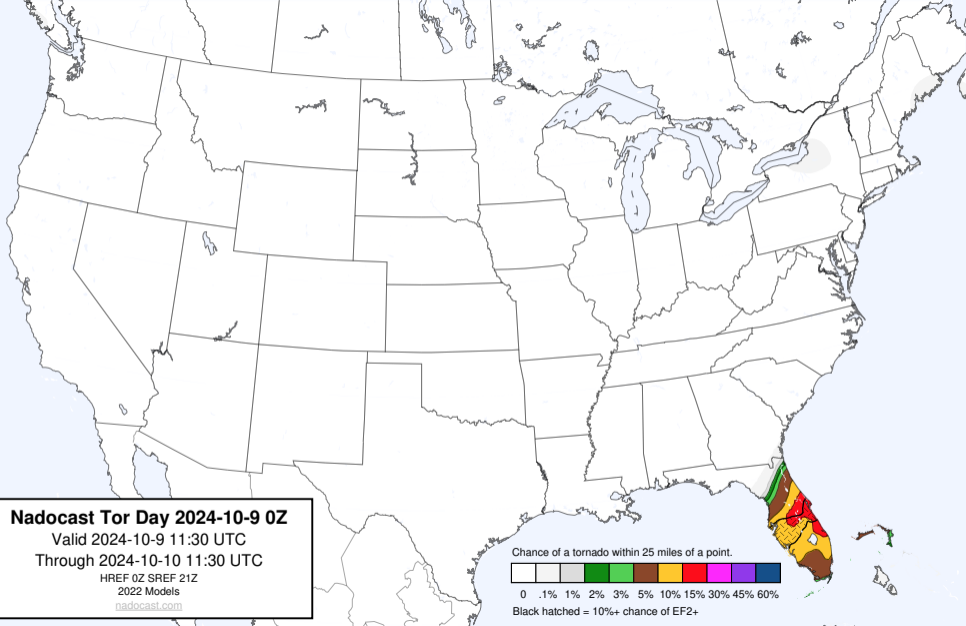 Nadocast Tor Day 2024-10-9 0Z
Valid 2024-10-9 11:30 UTC
Through 2024-10-10 11:30 UTC
HREF 0Z SREF 21Z
2022 Models
nadocast.com
Chance of a tornado within 25 miles of a point.
0 .1% 1% 2% 3% 5% 10% 15% 30% 45% 60%
Black hatched = 10%+ chance of EF2+